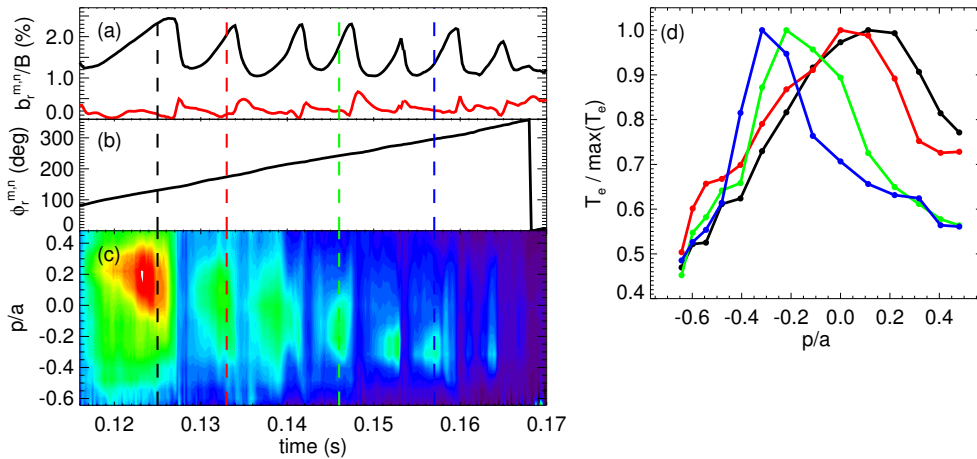 (a)
b_r^{m,n}/B (%)
2.0
1.0
0.2
(b)
ϕ_r^{m,n} (deg)
300
200
100
0
(c)
p/a
0.4
0.2
0.0
-0.2
-0.4
-0.6
0.12 0.13 0.14 0.15 0.16 0.17
time (s)
(d)
T_e / max(T_e)
1.0
0.9
0.8
0.7
0.6
0.5
0.4
-0.6 -0.4 -0.2 0.0 0.2 0.4
p/a